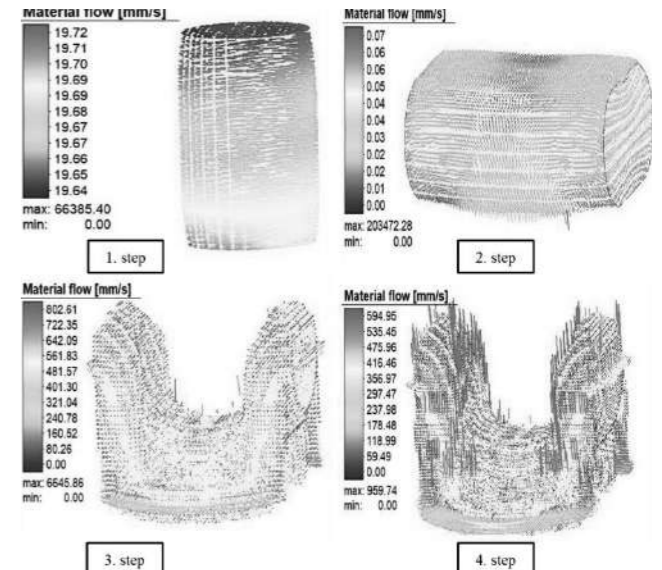 Material flow [mm/s]
19.72
19.71
19.70
19.69
19.69
19.68
19.67
19.67
19.66
19.65
19.64
max: 66385.40
min: 0.00
1. step
Material flow [mm/s]
0.07
0.06
0.06
0.05
0.04
0.04
0.03
0.02
0.02
0.01
0.00
max: 203472.28
min: 0.00
2. step
Material flow [mm/s]
802.61
722.35
642.09
561.83
481.57
401.30
321.04
240.78
160.52
80.26
0.00
max: 6645.86
min: 0.00
3. step
Material flow [mm/s]
594.95
535.45
475.96
416.46
356.97
297.47
237.98
178.48
118.99
59.49
0.00
max: 959.74
min: 0.00
4. step